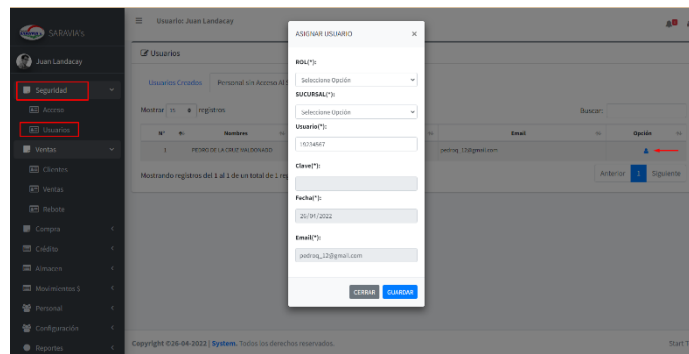 SARAVIA's
Juan Landacay
Seguridad
Acceso
Usuarios
Ventas
Clientes
Ventas
Rebote
Compra
Crédito
Almacen
Movimientos S
Personal
Configuración
Reportes
Usuario: Juan Landacay
Usuarios
Usuarios Creados
Personal sin Acceso Al S
Mostrar
registros
Buscar:
N°
Nombres
Email
Opción
1
PEDRO DE LA CRUZ MALDONADO
pedroq_12@gmail.com
Mostrando registros del 1 al 1 de un total de 1 reg
Anterior 1 Siguiente
ASIGNAR USUARIO ×
ROL(*):
Seleccione Opción
SUCURSAL(*):
Seleccione Opción
Usuario(*):
19234567
Clave(*):
Fecha(*):
26/04/2022
Email(*):
pedroq_12@gmail.com
CERRAR GUARDAR
Copyright ©26-04-2022 | System. Todos los derechos reservados.
Start T